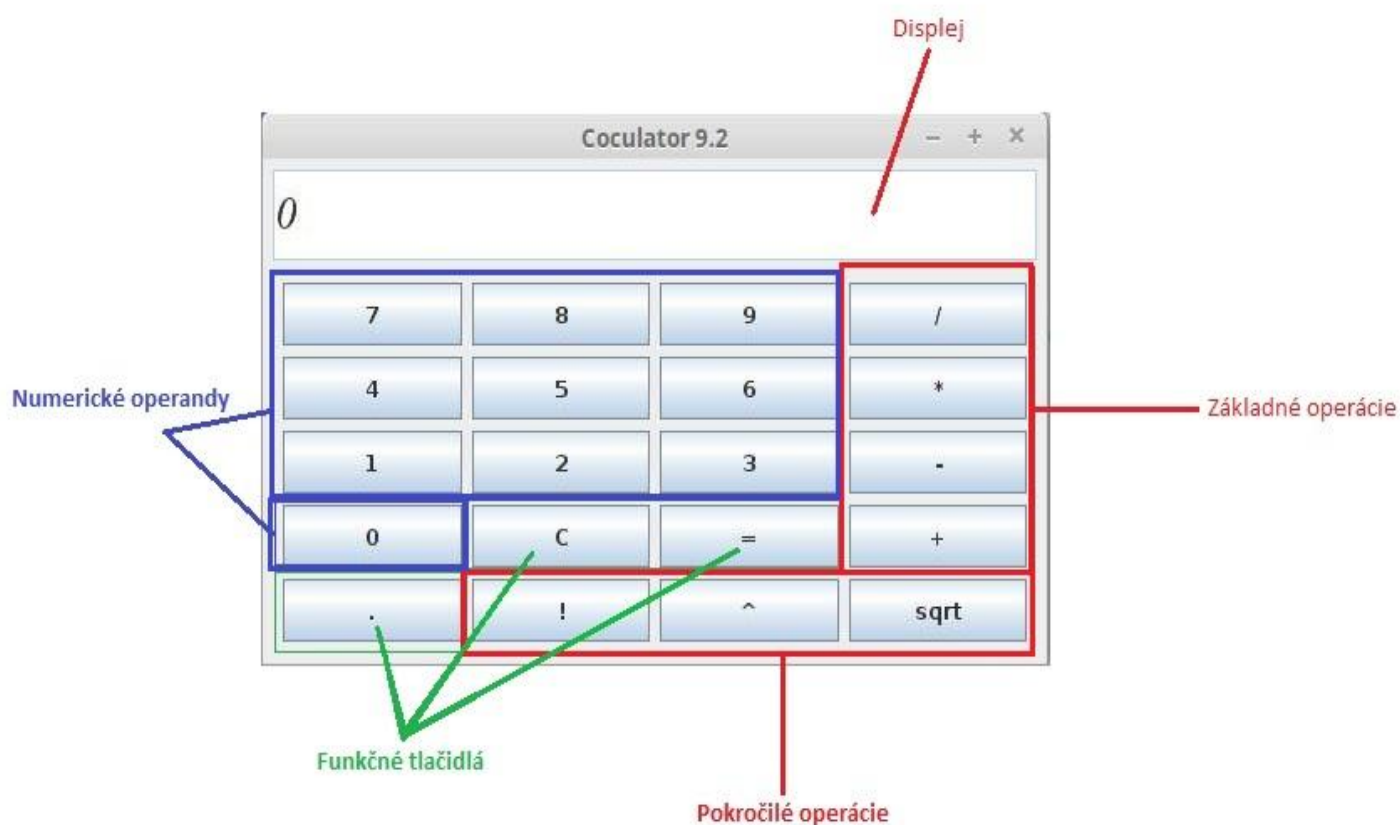 Displej
Coculator 9.2 - + ×
0
7 8 9 /
4 5 6 *
Numerické operandy
Základné operácie
1 2 3 -
0 C = +
. ! ^ sqrt
Funkčné tlačidlá
Pokročilé operácie